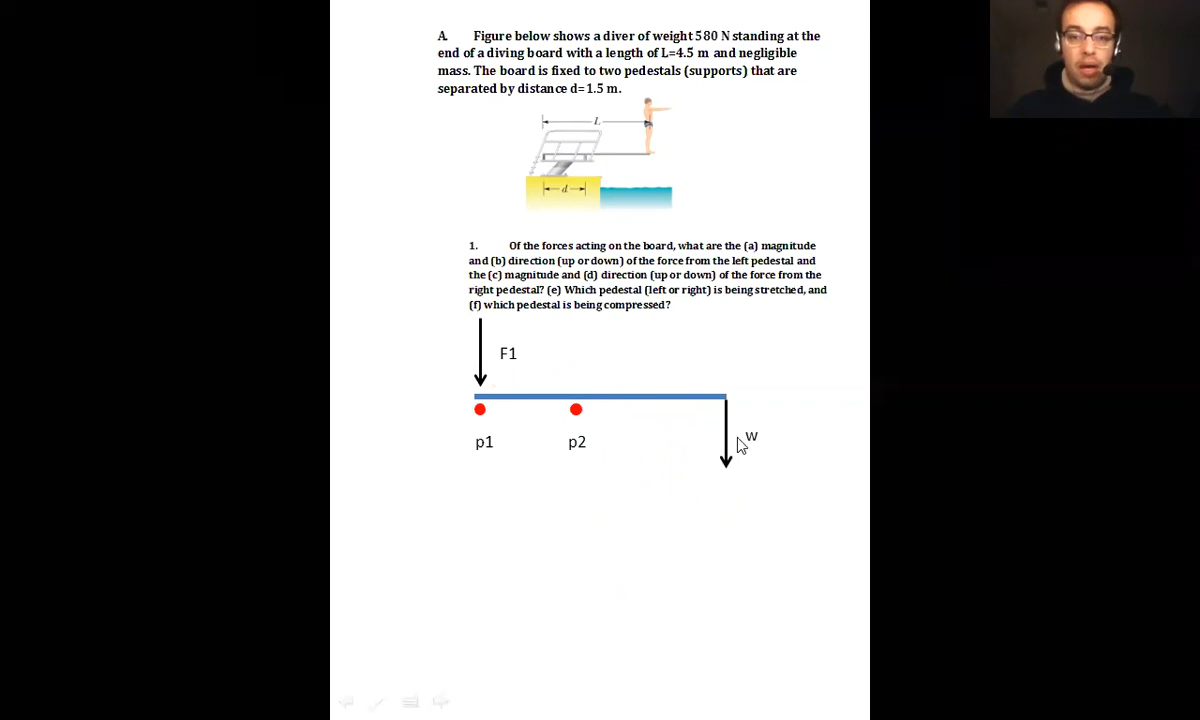 A. Figure below shows a diver of weight 580 N standing at the
end of a diving board with a length of L=4.5 m and negligible
mass. The board is fixed to two pedestals (supports) that are
separated by distance d=1.5 m.
L
d
1. Of the forces acting on the board, what are the (a) magnitude
and (b) direction (up or down) of the force from the left pedestal and
the (c) magnitude and (d) direction (up or down) of the force from the
right pedestal? (e) Which pedestal (left or right) is being stretched, and
(f) which pedestal is being compressed?
F1
w
p1 p2